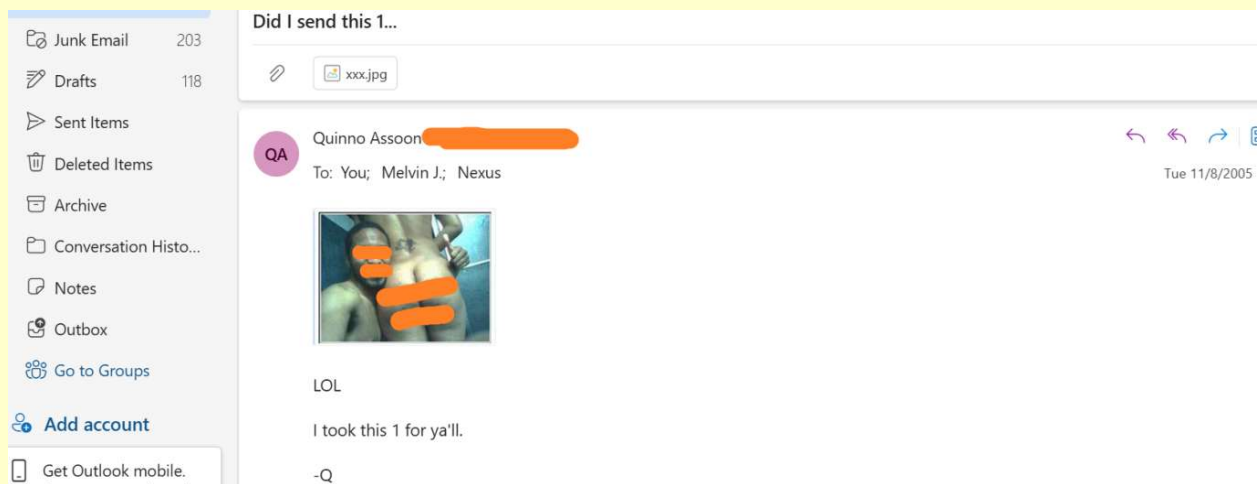 Did I send this 1...
Junk Email 203
xxx.jpg
Drafts 118
Sent Items
QA
Quinno Assoon
Deleted Items
To: You; Melvin J.; Nexus
Tue 11/8/2005
Archive
Conversation Histo...
Notes
Outbox
Go to Groups
LOL
Add account
I took this 1 for ya'll.
Get Outlook mobile.
-Q